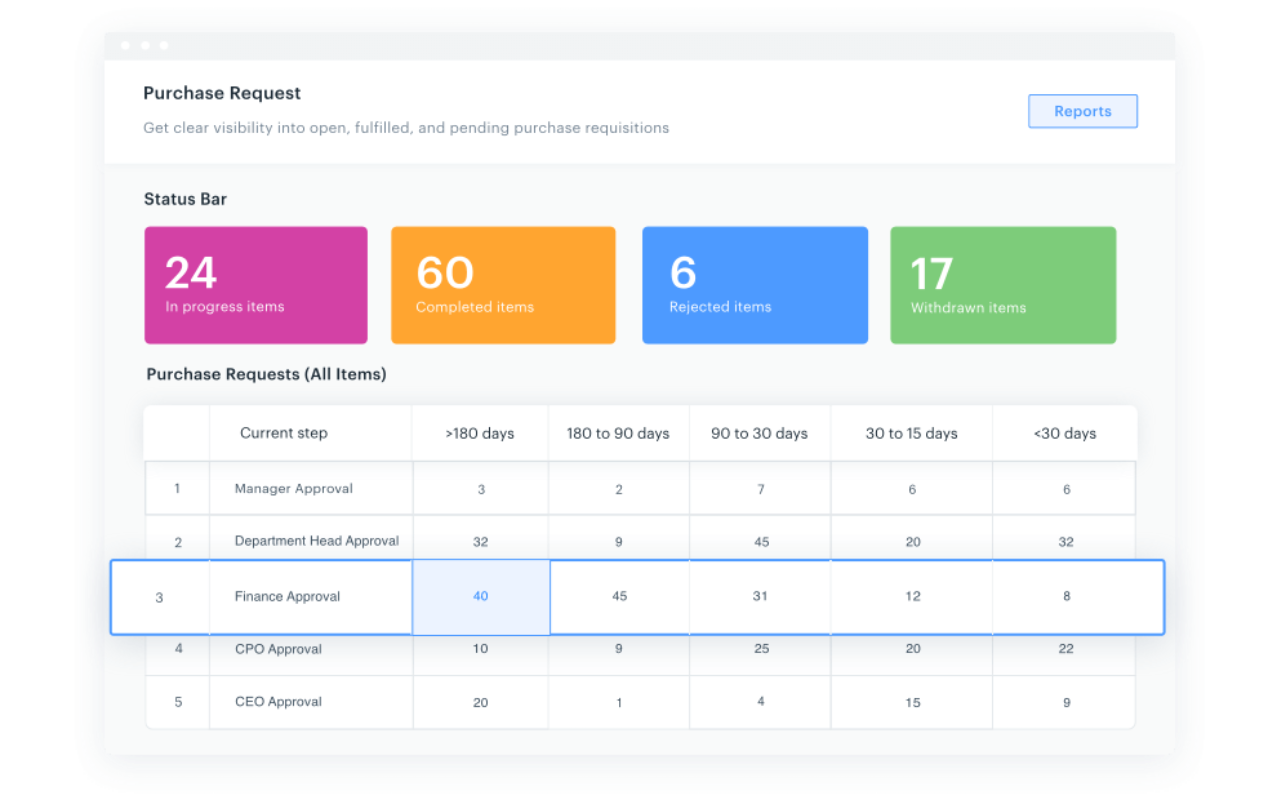 Purchase Request
Get clear visibility into open, fulfilled, and pending purchase requisitions
Reports
Status Bar
24
In progress items
60
Completed items
6
Rejected items
17
Withdrawn items
Purchase Requests (All Items)
Current step >180 days 180 to 90 days 90 to 30 days 30 to 15 days <30 days
1 Manager Approval 3 2 7 6 6
2 Department Head Approval 32 9 45 20 32
3 Finance Approval 40 45 31 12 8
4 CPO Approval 10 9 25 20 22
5 CEO Approval 20 1 4 15 9